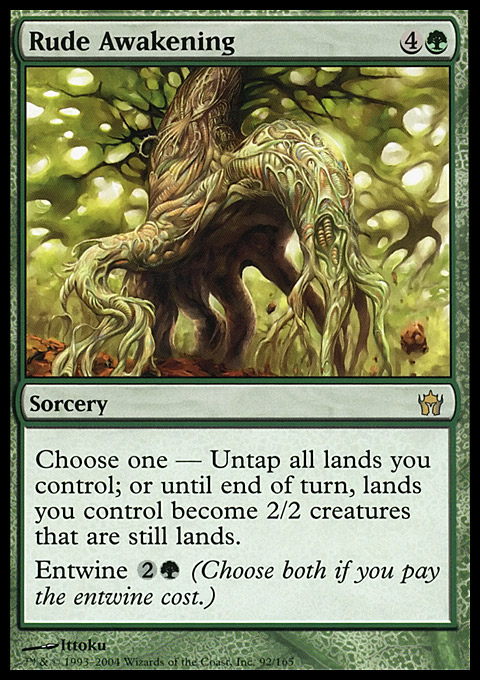 Rude Awakening 4
Sorcery
Choose one — Untap all lands you
control; or until end of turn, lands
you control become 2/2 creatures
that are still lands.
Entwine 2 (Choose both if you pay
the entwine cost.)
Ittoku
™ & © 1993–2004 Wizards of the Coast, Inc. 92/165